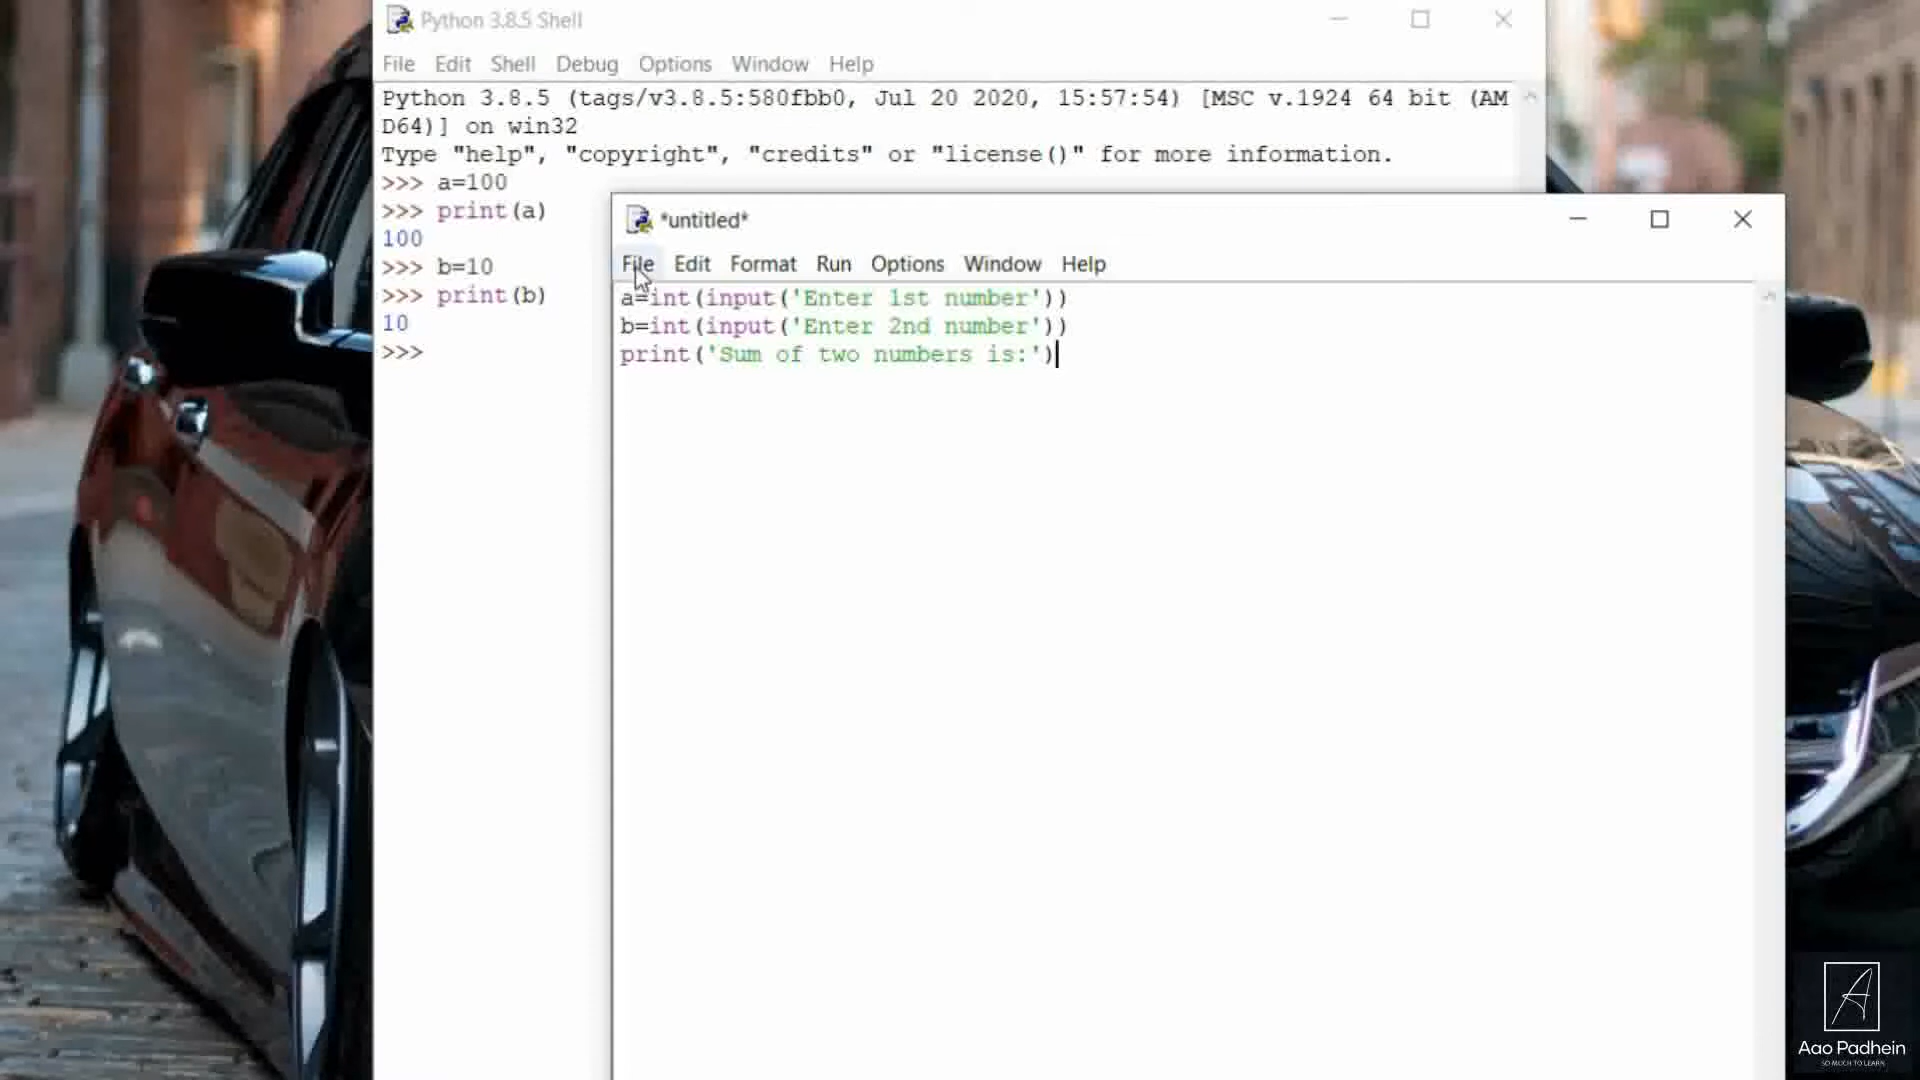 Python 3.8.5 Shell
File Edit Shell Debug Options Window Help
Python 3.8.5 (tags/v3.8.5:580fbb0, Jul 20 2020, 15:57:54) [MSC v.1924 64 bit (AM
D64)] on win32
Type "help", "copyright", "credits" or "license()" for more information.
>>> a=100
>>> print(a)
100
>>> b=10
>>> print(b)
10
>>>
*untitled*
File Edit Format Run Options Window Help
a=int(input('Enter 1st number'))
b=int(input('Enter 2nd number'))
print('Sum of two numbers is:')
Aao Padhein
SO MUCH TO LEARN